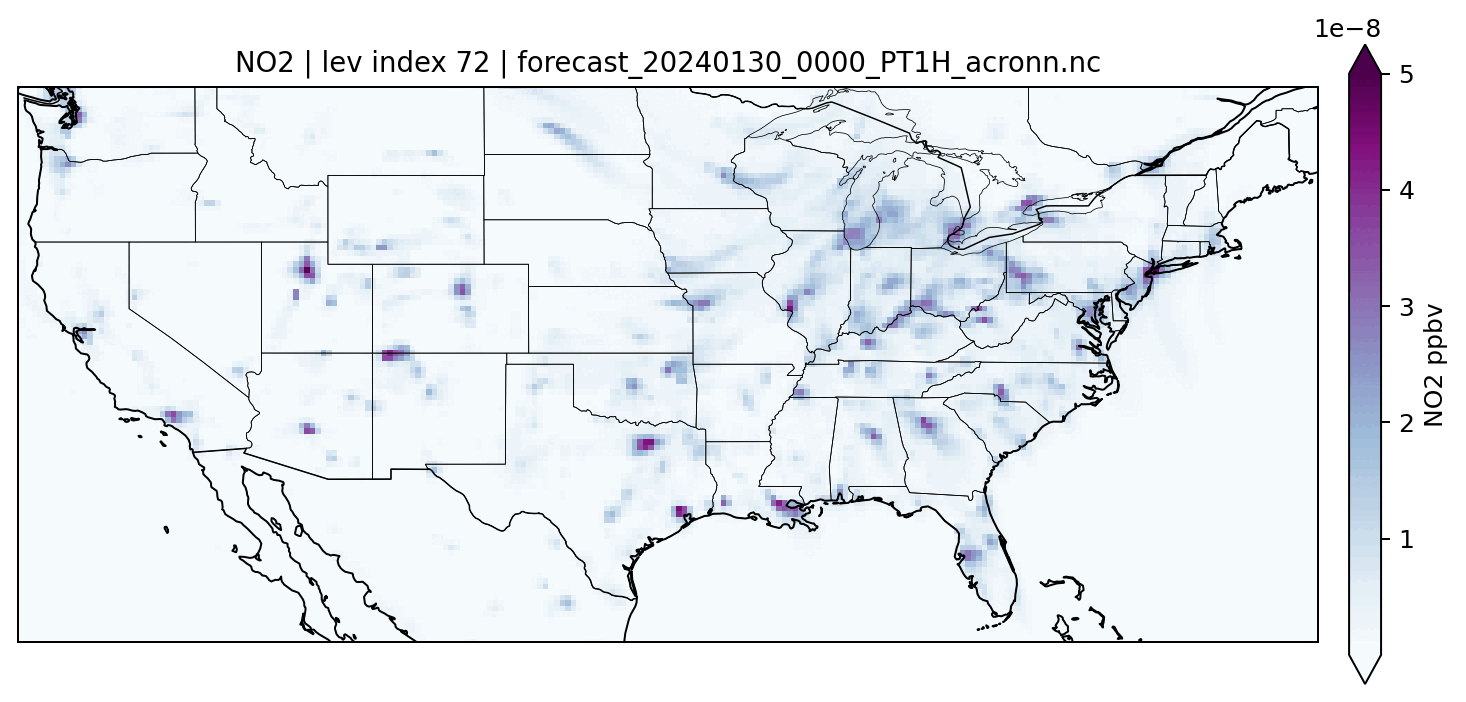 1e−8
NO2 | lev index 72 | forecast_20240130_0000_PT1H_acronn.nc
5
4
3
2
1
NO2 ppbv